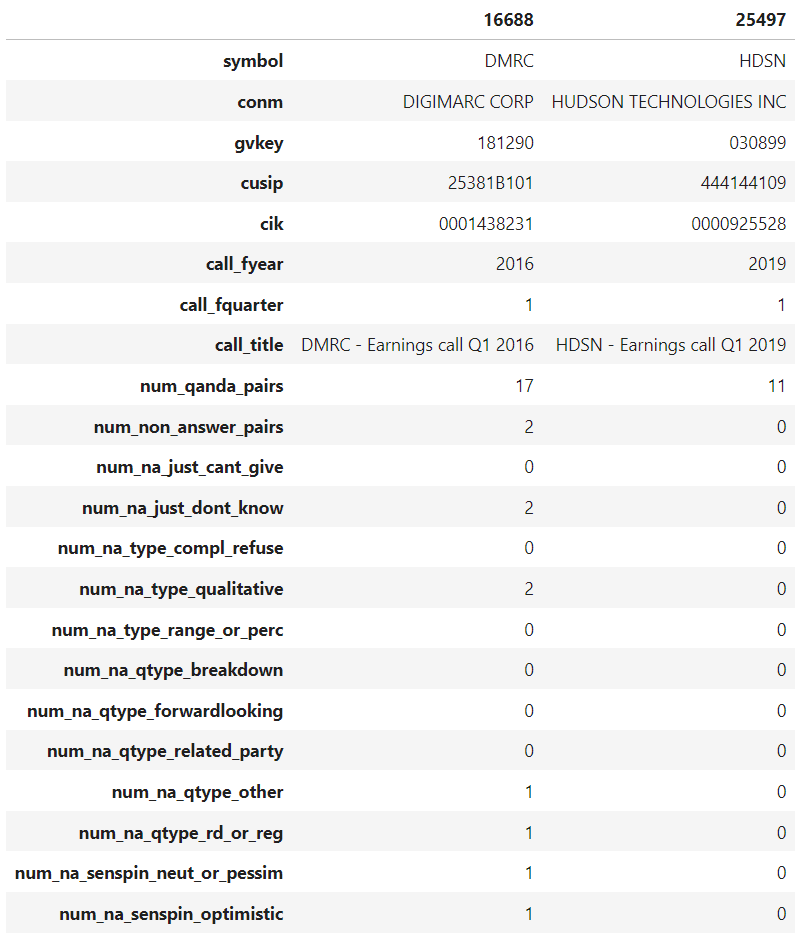 16688 25497
symbol DMRC HDSN
conm DIGIMARC CORP HUDSON TECHNOLOGIES INC
gvkey 181290 030899
cusip 25381B101 444144109
cik 0001438231 0000925528
call_fyear 2016 2019
call_fquarter 1 1
call_title DMRC - Earnings call Q1 2016 HDSN - Earnings call Q1 2019
num_qanda_pairs 17 11
num_non_answer_pairs 2 0
num_na_just_cant_give 0 0
num_na_just_dont_know 2 0
num_na_type_compl_refuse 0 0
num_na_type_qualitative 2 0
num_na_type_range_or_perc 0 0
num_na_qtype_breakdown 0 0
num_na_qtype_forwardlooking 0 0
num_na_qtype_related_party 0 0
num_na_qtype_other 1 0
num_na_qtype_rd_or_reg 1 0
num_na_senspin_neut_or_pessim 1 0
num_na_senspin_optimistic 1 0